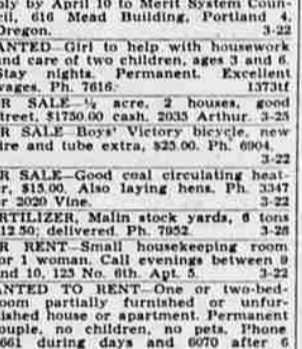 ply by April 10 to Merit System Coun-
cil, 616 Mead Building, Portland 4,
Oregon. 3-22
ANTED—Girl to help with housework
and care of two children, ages 3 and 6.
Stay nights. Permanent. Excellent
wages. Ph. 7616. 1373tf
R SALE—½ acre, 2 houses, good
street, $1750.00 cash. 2035 Arthur. 3-25
R SALE Boys' Victory bicycle, new
ire and tube extra, $25.00. Ph. 6904.
3-22
R SALE—Good coal circulating heat-
er, $15.00. Also laying hens. Ph. 3347
or 2020 Vine. 3-22
RTILIZER, Malin stock yards, 6 tons
12.50; delivered. Ph. 7952. 3-28
R RENT—Small housekeeping room
for 1 woman. Call evenings between 9
and 10, 125 No. 6th. Apt. 5. 3-22
ANTED TO RENT—One or two-bed-
room partially furnished or unfur-
ished house or apartment. Permanent
ouple, no children, no pets. Phone
661 during days and 6070 after 6